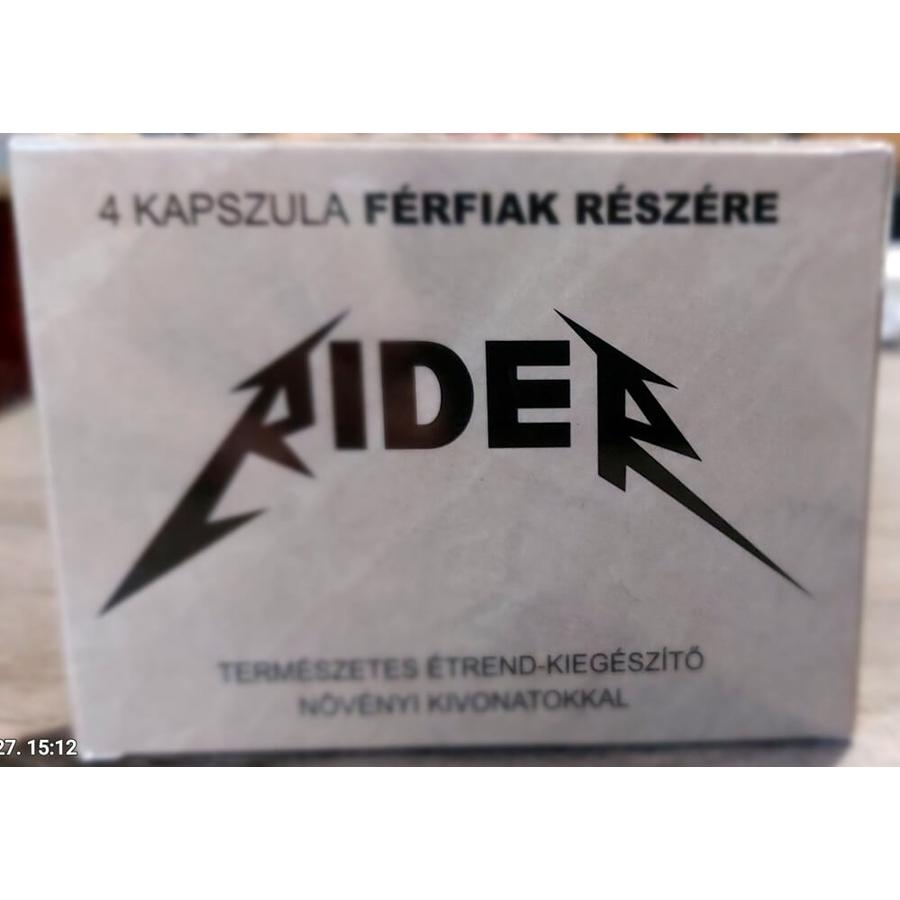 4 KAPSZULA FÉRFIAK RÉSZÉRE
RIDER
TERMÉSZETES ÉTREND-KIEGÉSZÍTŐ
NÖVÉNYI KIVONATOKKAL
27. 15:12